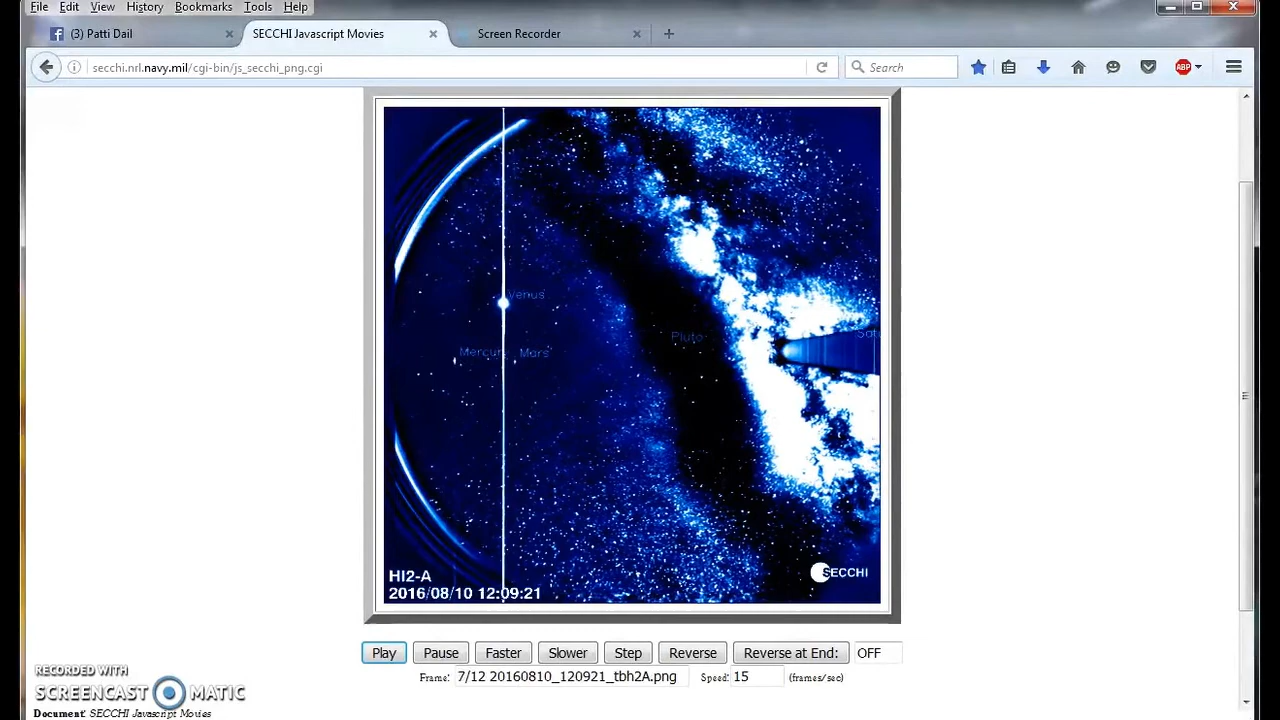 File Edit View History Bookmarks Tools Help
(3) Patti Dail
SECCHI Javascript Movies
Screen Recorder
secchi.nrl.navy.mil/cgi-bin/js_secchi_png.cgi
Search
ABP
Venus
Mercury Mars
Pluto
Satu
HI2-A
2016/08/10 12:09:21
SECCHI
Play Pause Faster Slower Step Reverse Reverse at End: OFF
Frame: 7/12 20160810_120921_tbh2A.png Speed: 15 (frames/sec)
RECORDED WITH
SCREENCAST MATIC
Document: SECCHI Javascript Movies